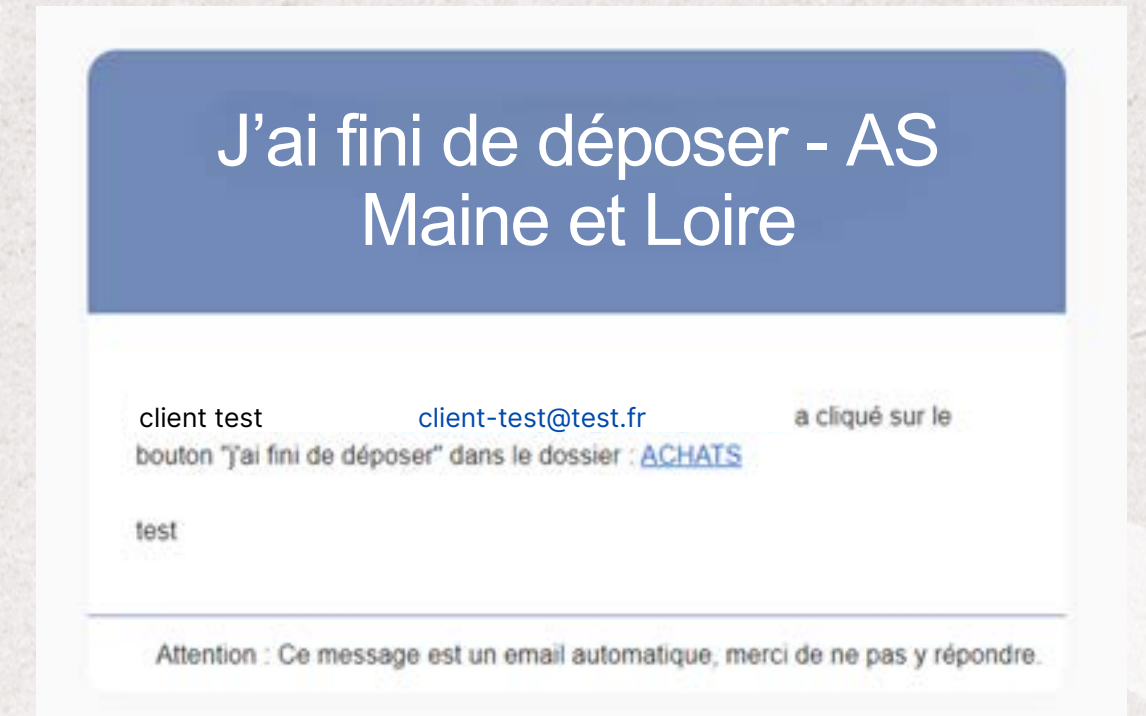 J’ai fini de déposer - AS
Maine et Loire
client test client-test@test.fr a cliqué sur le
bouton "j'ai fini de déposer" dans le dossier : ACHATS
test
Attention : Ce message est un email automatique, merci de ne pas y répondre.